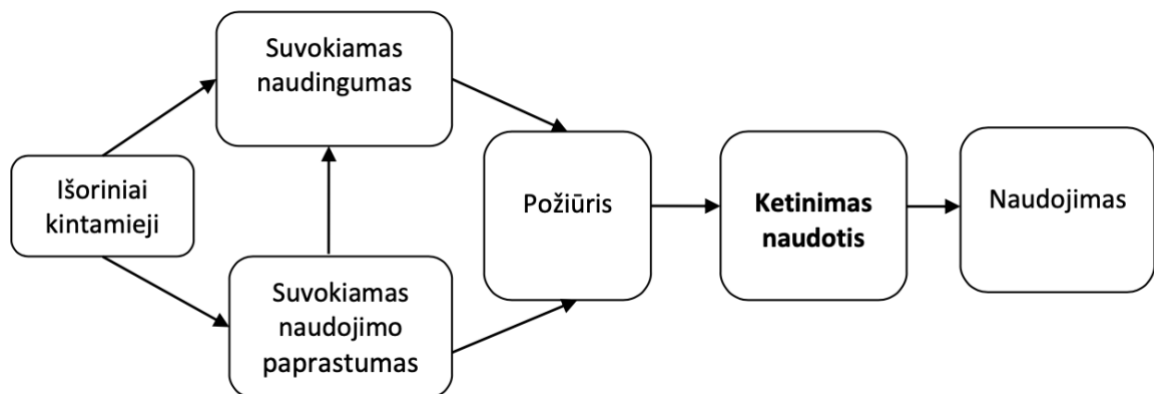 Suvokiamas
naudingumas
Išoriniai
kintamieji
Suvokiamas
naudojimo
paprastumas
Požiūris
Ketinimas
naudotis
Naudojimas